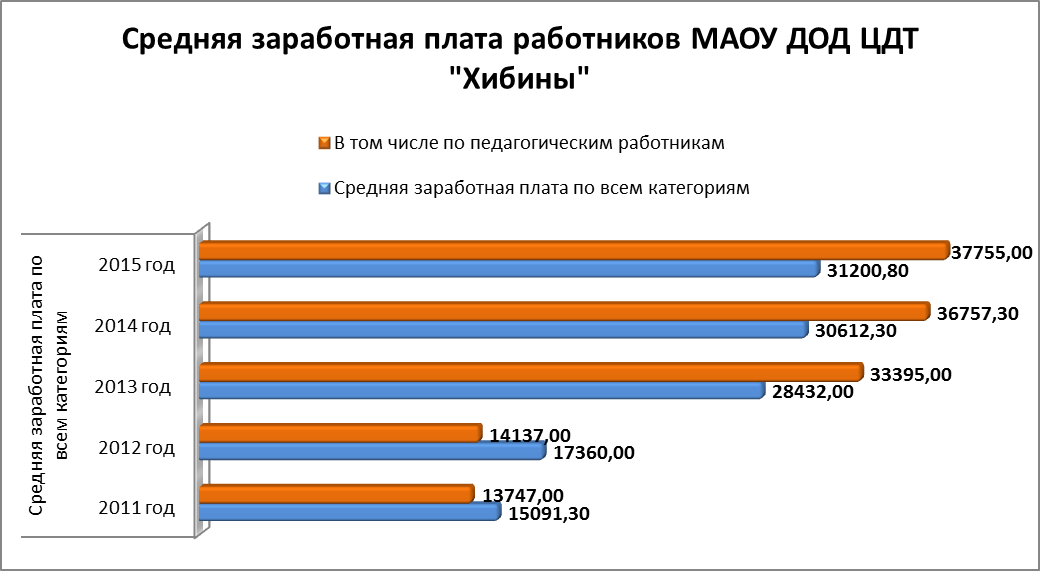 Средняя заработная плата работников МАОУ ДОД ЦДТ
"Хибины"
В том числе по педагогическим работникам
Средняя заработная плата по всем категориям
Средняя заработная плата по
всем категориям
2015 год
37755,00
31200,80
2014 год
36757,30
30612,30
2013 год
33395,00
28432,00
2012 год
14137,00
17360,00
2011 год
13747,00
15091,30